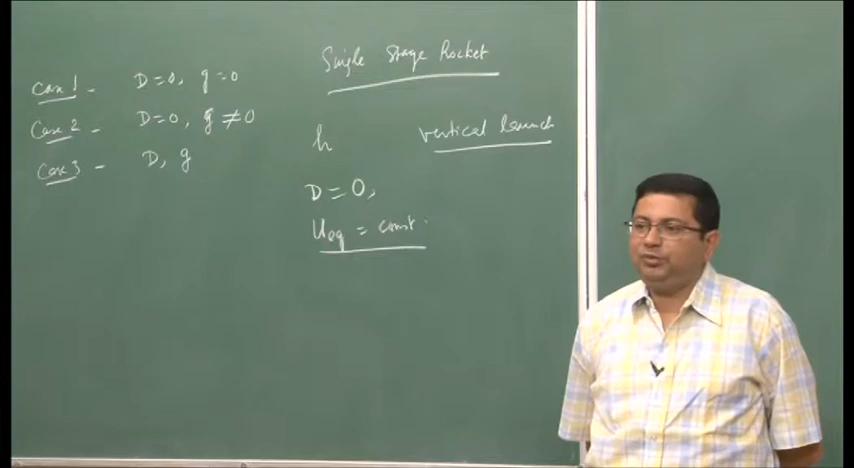 Case 1 - D=0, g=0
Case 2 - D=0, g≠0
Case 3 - D, g
Single Stage Rocket
h vertical launch
D=0,
Ueq = const.